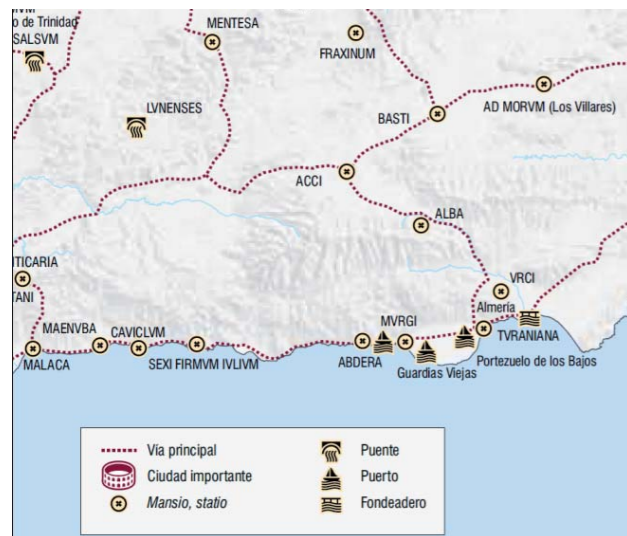 MENTESA
o de Trinidad
SALSVM
FRAXINUM
LVNENSES
BASTI
AD MORVM (Los Villares)
ACCI
ALBA
ITICARIA
TANI
VRCI
Almería
MAENVBA
CAVICLVM
MVRGI
MALACA
SEXI FIRMVM IVLIVM
ABDERA
TVRANIANA
Guardias Viejas
Portezuelo de los Bajos
Vía principal
Puente
Ciudad importante
Puerto
Mansio, statio
Fondeadero